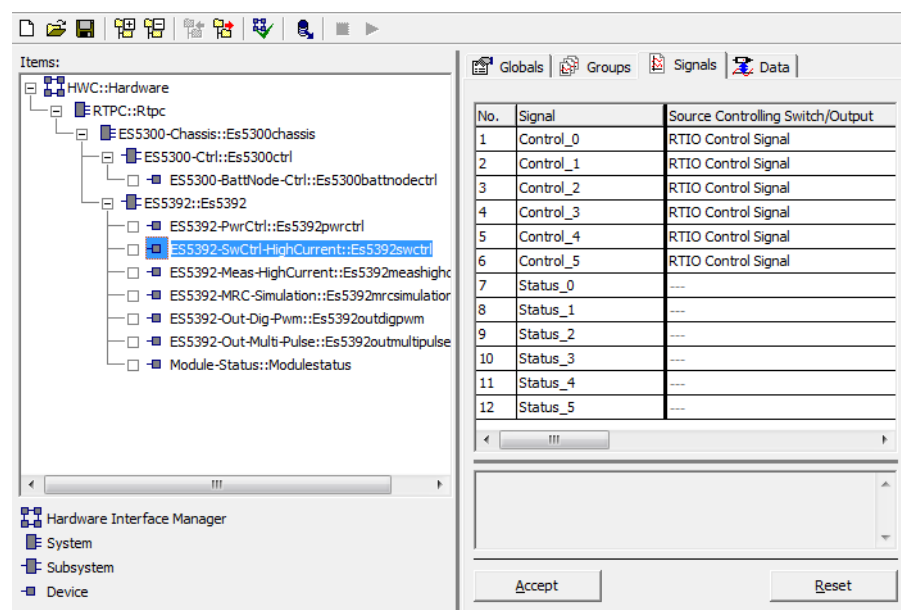 Items:
HWC::Hardware
RTPC::Rtpc
ES5300-Chassis::Es5300chassis
ES5300-Ctrl::Es5300ctrl
ES5300-BattNode-Ctrl::Es5300battnodectrl
ES5392::Es5392
ES5392-PwrCtrl::Es5392pwrctrl
ES5392-SwCtrl-HighCurrent::Es5392swctrl
ES5392-Meas-HighCurrent::Es5392meashighc
ES5392-MRC-Simulation::Es5392mrcsimulation
ES5392-Out-Dig-Pwm::Es5392outdigpwm
ES5392-Out-Multi-Pulse::Es5392outmultipulse
Module-Status::Modulestatus
Hardware Interface Manager
System
Subsystem
Device
Globals Groups Signals Data
No. Signal Source Controlling Switch/Output
1 Control_0 RTIO Control Signal
2 Control_1 RTIO Control Signal
3 Control_2 RTIO Control Signal
4 Control_3 RTIO Control Signal
5 Control_4 RTIO Control Signal
6 Control_5 RTIO Control Signal
7 Status_0 ---
8 Status_1 ---
9 Status_2 ---
10 Status_3 ---
11 Status_4 ---
12 Status_5 ---
Accept Reset